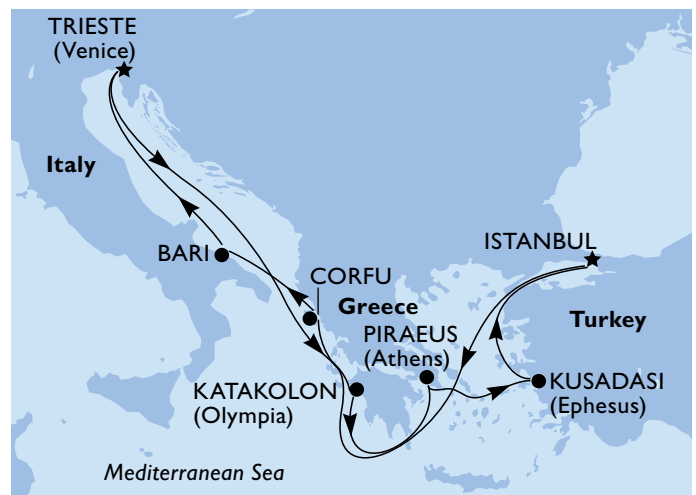 TRIESTE
(Venice)
Italy
ISTANBUL
BARI
CORFU
Greece
Turkey
PIRAEUS
(Athens)
KATAKOLON
(Olympia)
KUSADASI
(Ephesus)
Mediterranean Sea